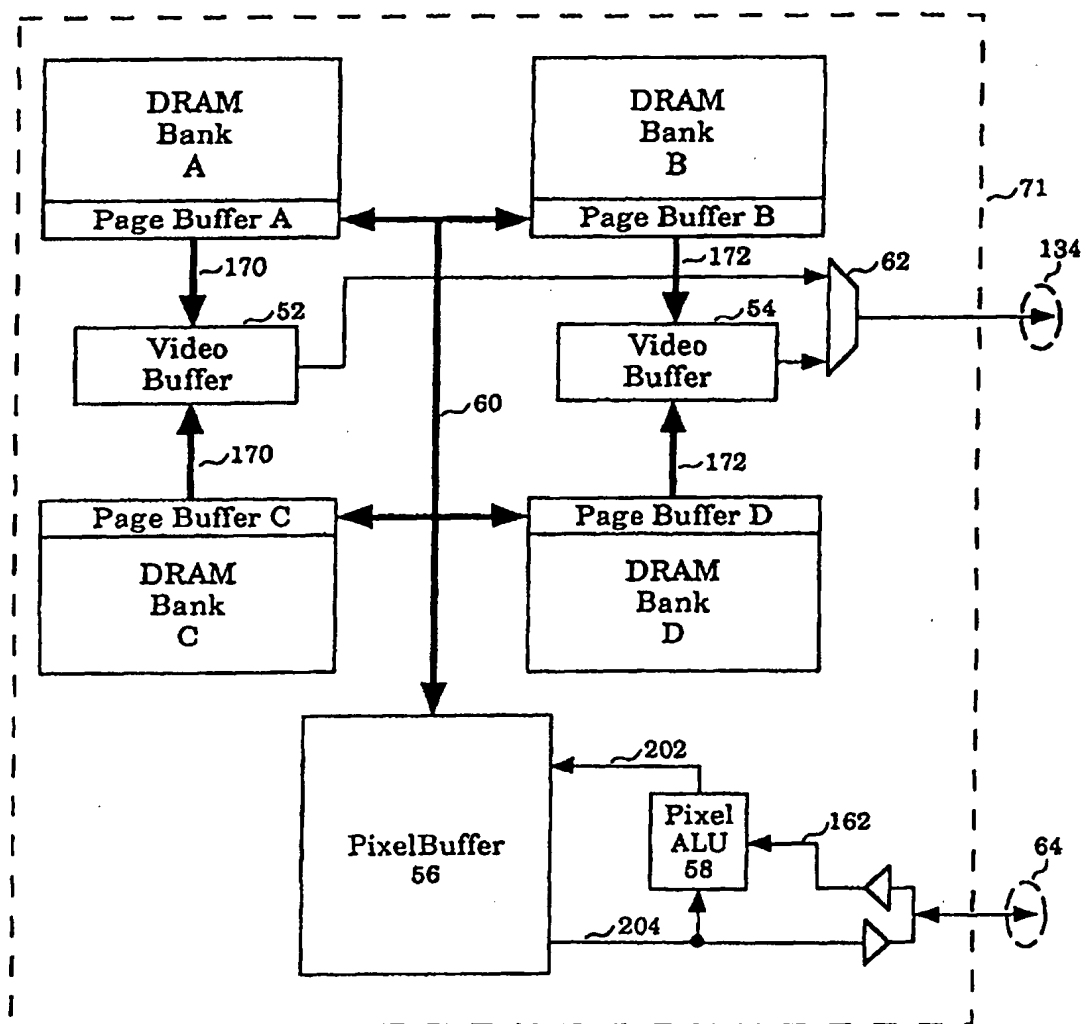 DRAM
Bank
A
Page Buffer A
DRAM
Bank
B
Page Buffer B
71
170
172
62
134
52
Video
Buffer
54
Video
Buffer
60
170
172
Page Buffer C
DRAM
Bank
C
Page Buffer D
DRAM
Bank
D
202
PixelBuffer
56
Pixel
ALU
58
162
64
204